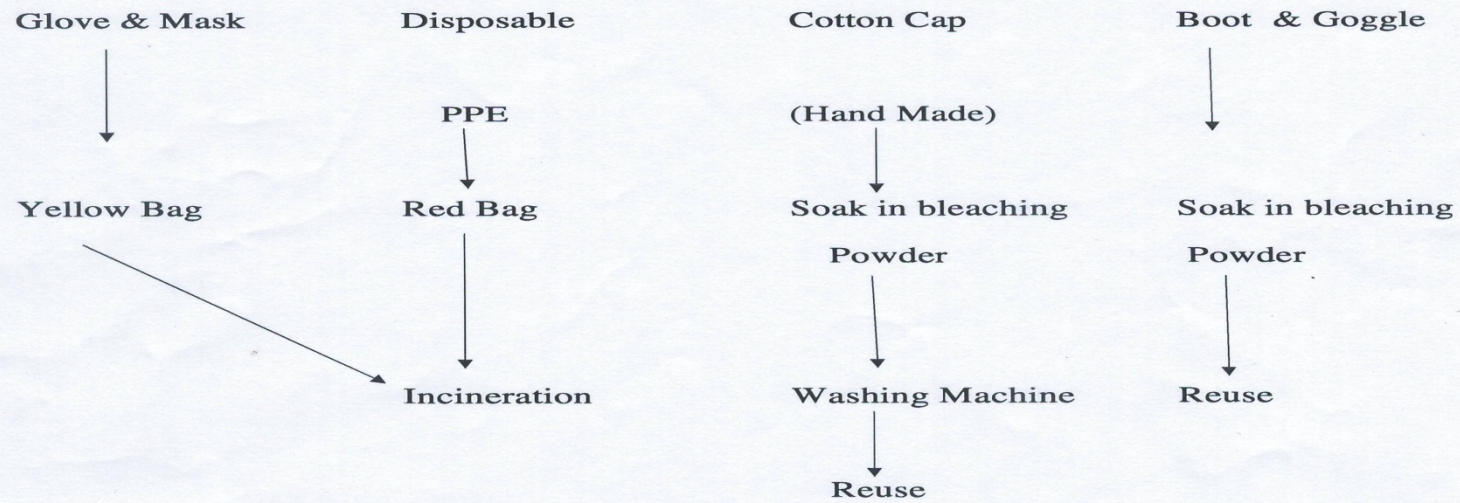 Glove & Mask
Disposable
Cotton Cap
Boot & Goggle
PPE
(Hand Made)
Yellow Bag
Red Bag
Soak in bleaching
Soak in bleaching
Powder
Powder
Incineration
Washing Machine
Reuse
Reuse